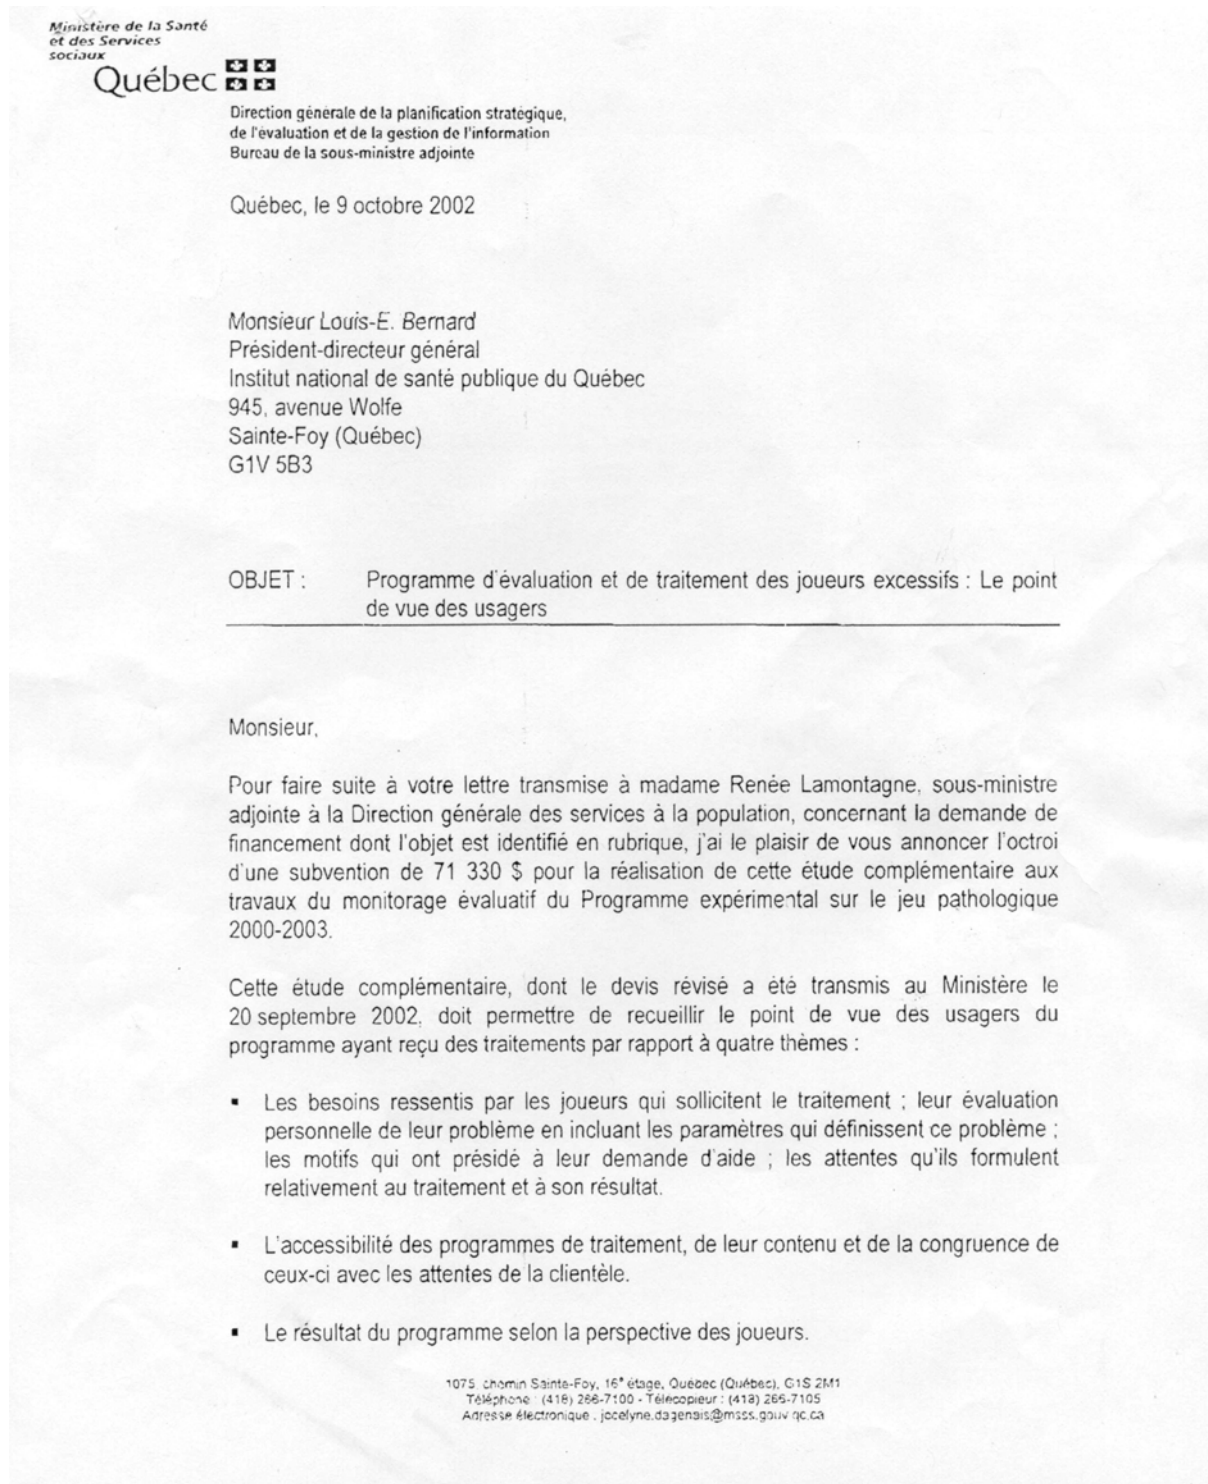 Ministère de la Santé
et des Services
sociaux
Québec
Direction générale de la planification stratégique,
de l'évaluation et de la gestion de l'information
Bureau de la sous-ministre adjointe
Québec, le 9 octobre 2002
Monsieur Louis-E. Bernard
Président-directeur général
Institut national de santé publique du Québec
945, avenue Wolfe
Sainte-Foy (Québec)
G1V 5B3
OBJET : Programme d'évaluation et de traitement des joueurs excessifs : Le point
de vue des usagers
Monsieur,
Pour faire suite à votre lettre transmise à madame Renée Lamontagne, sous-ministre
adjointe à la Direction générale des services à la population, concernant la demande de
financement dont l'objet est identifié en rubrique, j'ai le plaisir de vous annoncer l'octroi
d'une subvention de 71 330 $ pour la réalisation de cette étude complémentaire aux
travaux du monitorage évaluatif du Programme expérimental sur le jeu pathologique
2000-2003.
Cette étude complémentaire, dont le devis révisé a été transmis au Ministère le
20 septembre 2002, doit permettre de recueillir le point de vue des usagers du
programme ayant reçu des traitements par rapport à quatre thèmes :
▪ Les besoins ressentis par les joueurs qui sollicitent le traitement ; leur évaluation
personnelle de leur problème en incluant les paramètres qui définissent ce problème ;
les motifs qui ont présidé à leur demande d'aide ; les attentes qu'ils formulent
relativement au traitement et à son résultat.
▪ L'accessibilité des programmes de traitement, de leur contenu et de la congruence de
ceux-ci avec les attentes de la clientèle.
▪ Le résultat du programme selon la perspective des joueurs.
1075, chemin Sainte-Foy, 16e étage, Québec (Québec), G1S 2M1
Téléphone : (418) 266-7100 - Télécopieur : (418) 266-7105
Adresse électronique : jocelyne.dagenais@msss.gouv.qc.ca